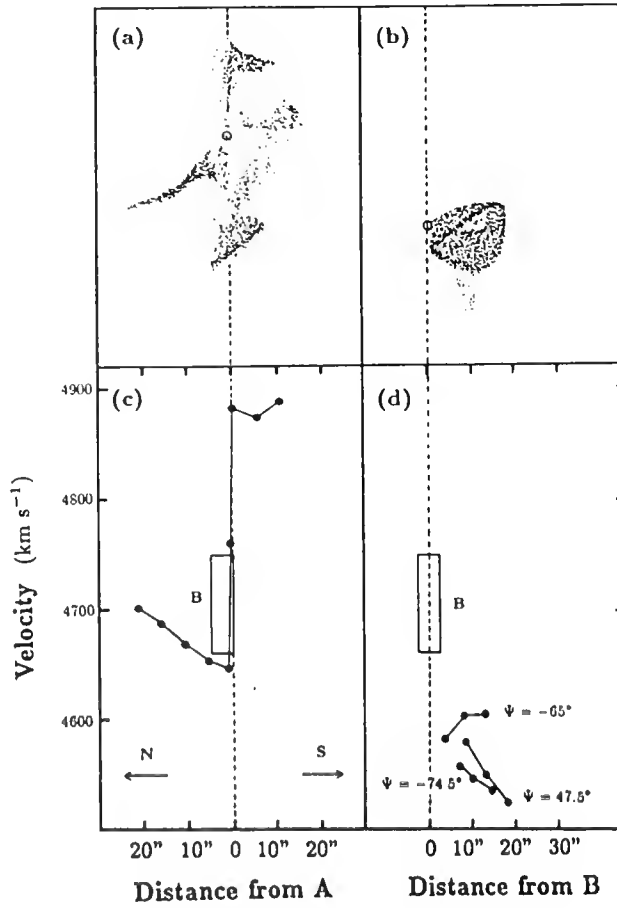 (a)
(b)
(c)
(d)
4900
4800
4700
4600
Velocity (km s⁻¹)
B
B
N
S
Ψ = −65°
Ψ = −74.5°
Ψ = 47.5°
20" 10" 0 10" 20"
0 10" 20" 30"
Distance from A
Distance from B